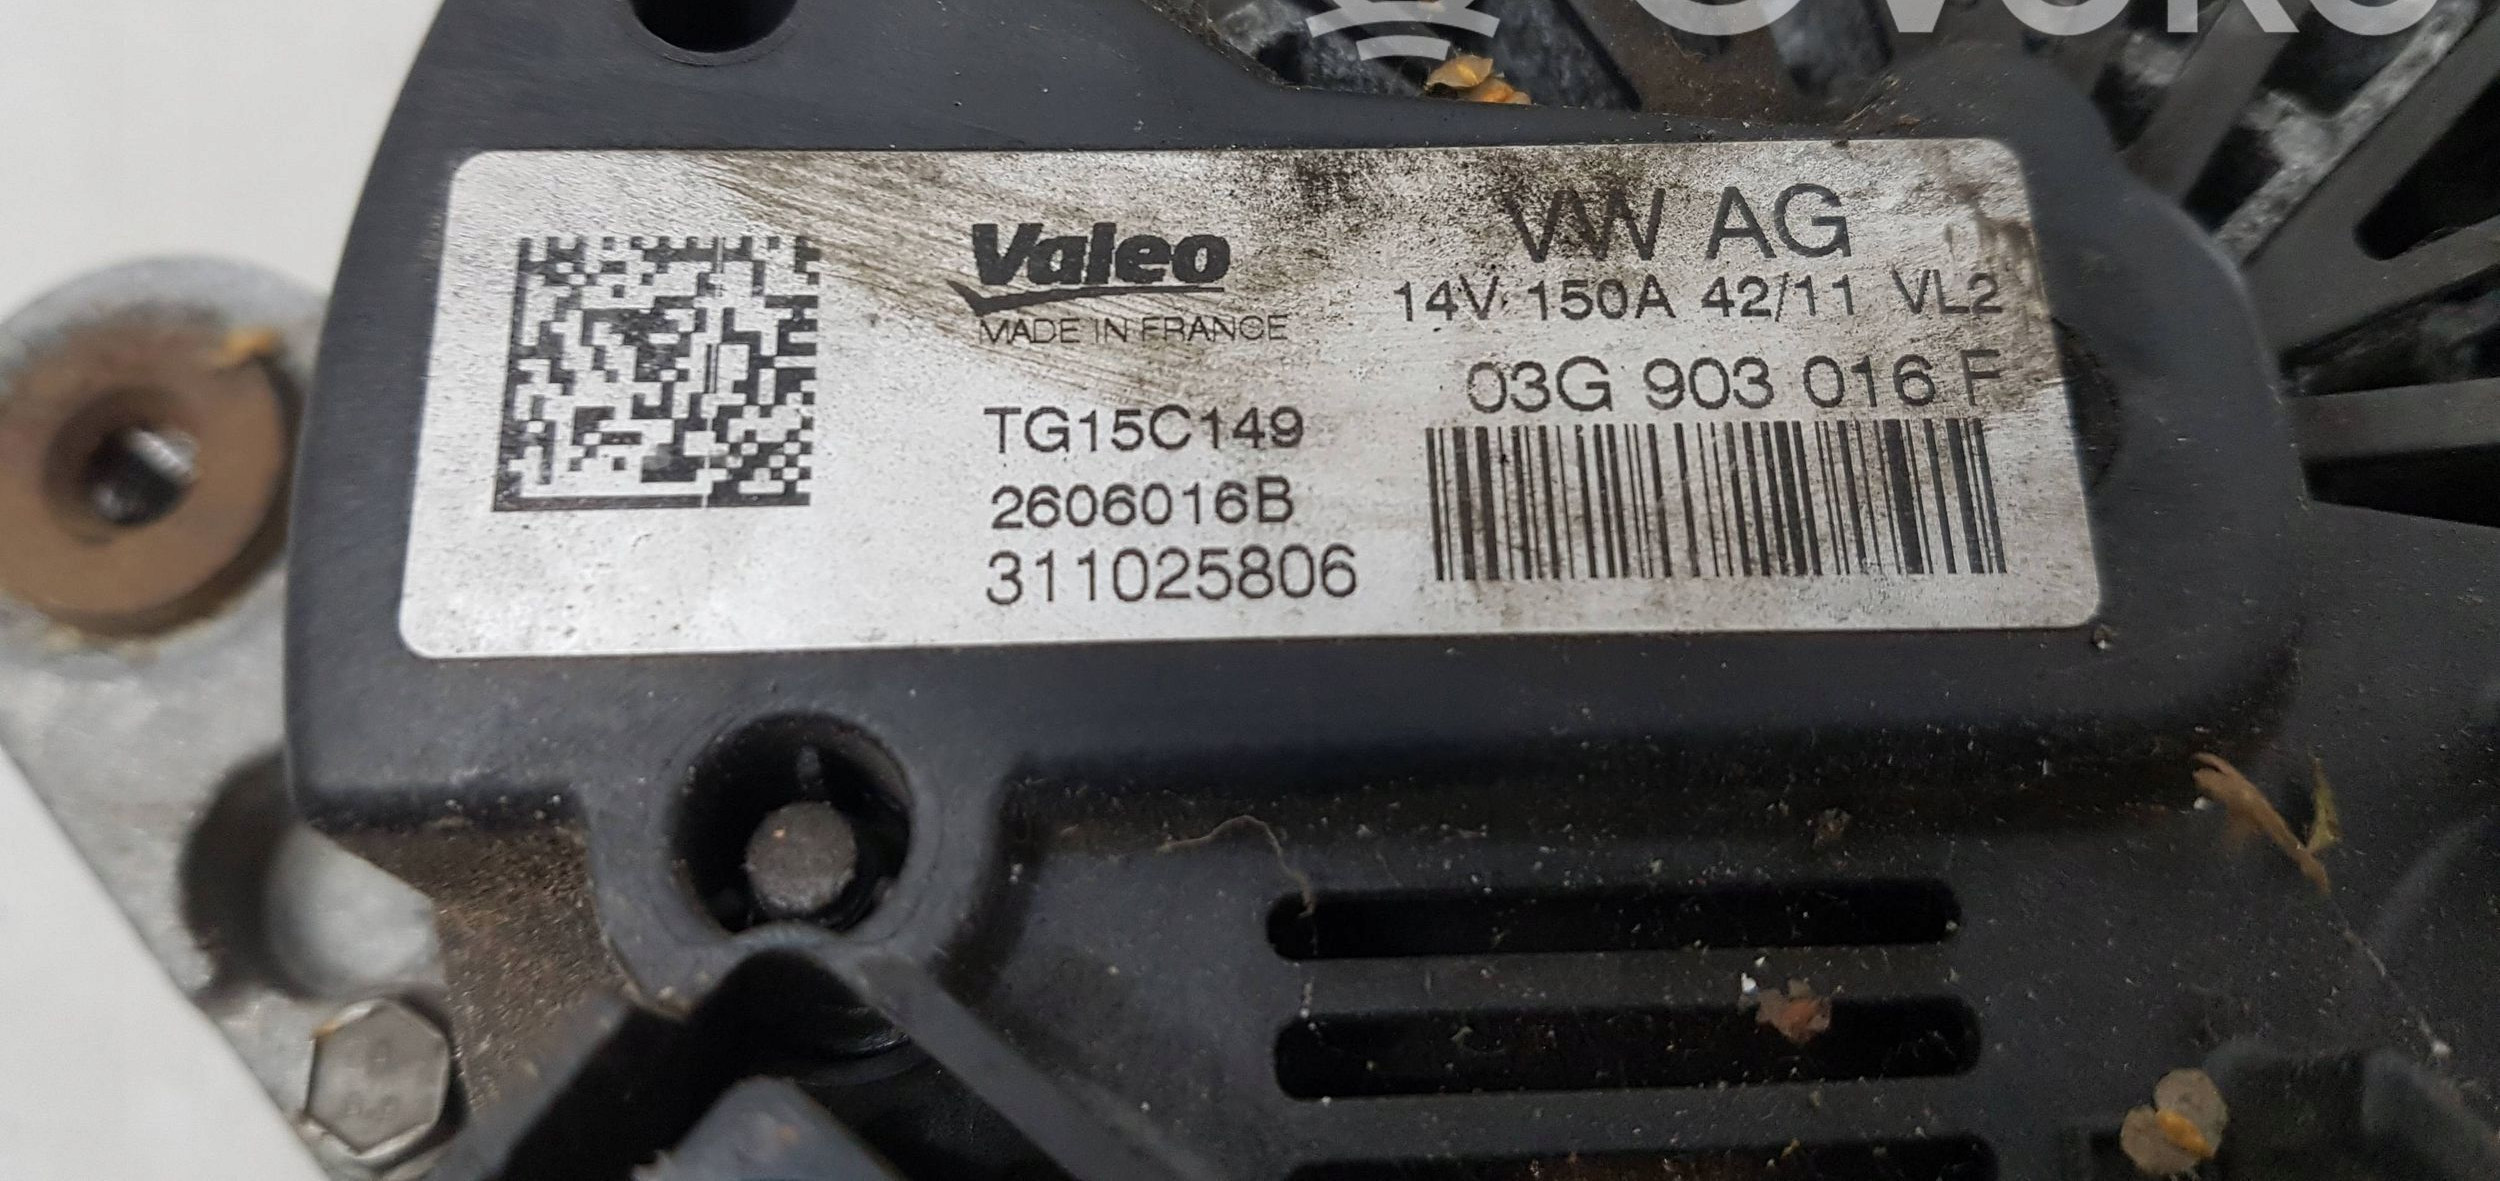 Valeo
MADE IN FRANCE
TG15C149
2606016B
311025806
VW AG
14V 150A 42/11 VL2
03G 903 016 F